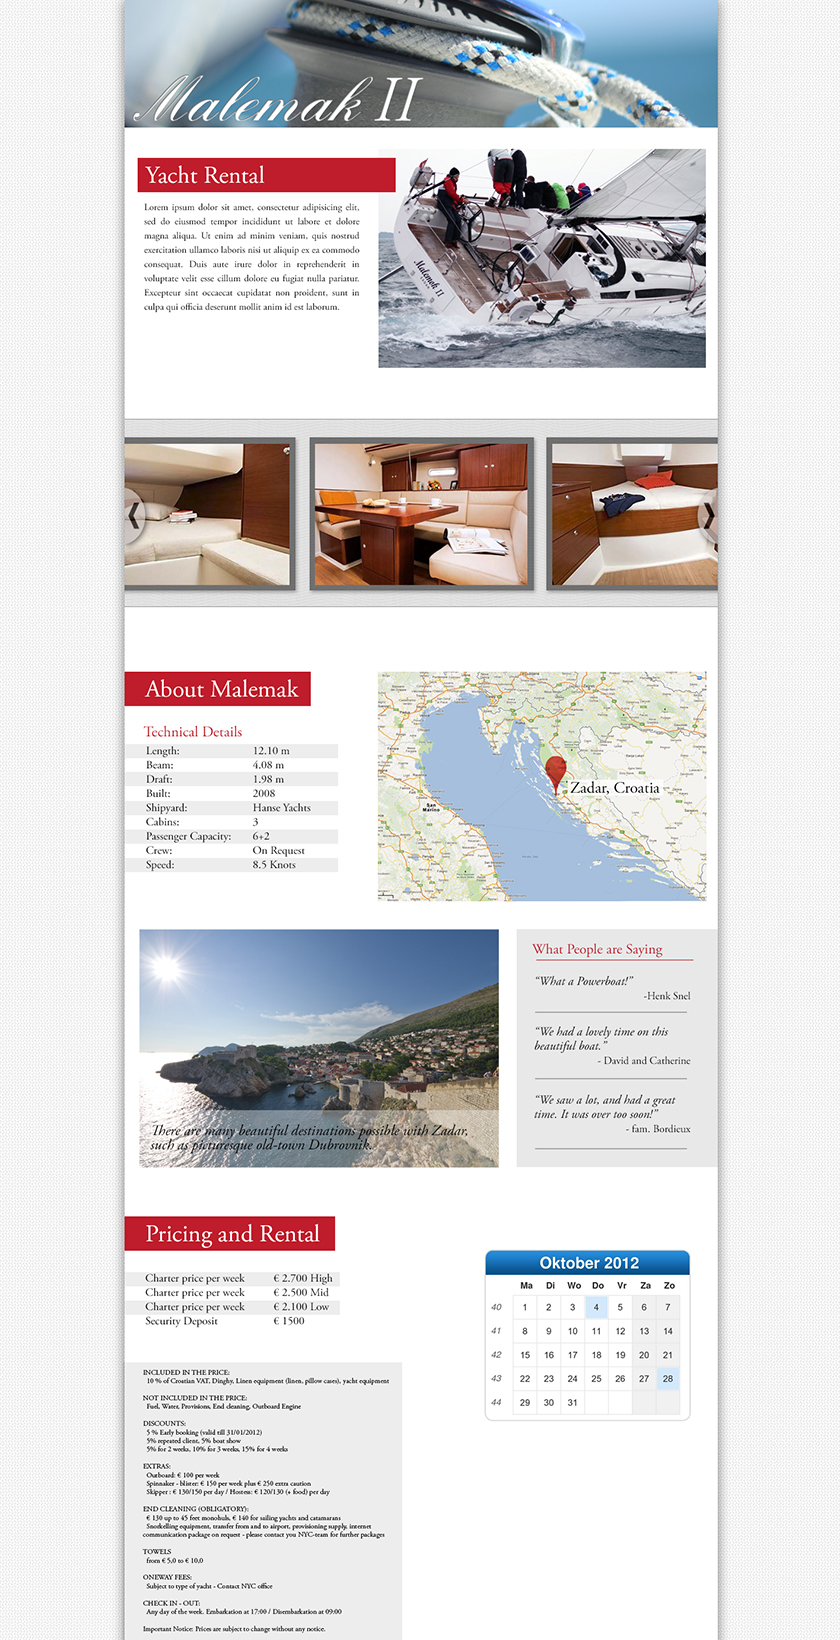 Malemak II
Yacht Rental
Lorem ipsum dolor sit amet, consectetur adipisicing elit,
sed do eiusmod tempor incididunt ut labore et dolore
magna aliqua. Ut enim ad minim veniam, quis nostrud
exercitation ullamco laboris nisi ut aliquip ex ea commodo
consequat. Duis aute irure dolor in reprehenderit in
voluptate velit esse cillum dolore eu fugiat nulla pariatur.
Excepteur sint occaecat cupidatat non proident, sunt in
culpa qui officia deserunt mollit anim id est laborum.
Malemok II
About Malemak
Technical Details
Length: 12.10 m
Beam: 4.08 m
Draft: 1.98 m
Built: 2008
Shipyard: Hanse Yachts
Cabins: 3
Passenger Capacity: 6+2
Crew: On Request
Speed: 8.5 Knots
San
Marino
Zadar, Croatia
There are many beautiful destinations possible with Zadar,
such as picturesque old-town Dubrovnik.
What People are Saying
“What a Powerboat!”
-Henk Snel
“We had a lovely time on this
beautiful boat.”
- David and Catherine
“We saw a lot, and had a great
time. It was over too soon!”
- fam. Bordieux
Pricing and Rental
Charter price per week € 2.700 High
Charter price per week € 2.500 Mid
Charter price per week € 2.100 Low
Security Deposit € 1500
Oktober 2012
Ma Di Wo Do Vr Za Zo
40 1 2 3 4 5 6 7
41 8 9 10 11 12 13 14
42 15 16 17 18 19 20 21
43 22 23 24 25 26 27 28
44 29 30 31
INCLUDED IN THE PRICE:
10 % of Croatian VAT, Dinghy, Linen equipment (linen, pillow cases), yacht equipment
NOT INCLUDED IN THE PRICE:
Fuel, Water, Provisions, End cleaning, Outboard Engine
DISCOUNTS:
5 % Early booking (valid till 31/01/2012)
5% repeated client, 5% boat show
5% for 2 weeks, 10% for 3 weeks, 15% for 4 weeks
EXTRAS:
Outboard: € 100 per week
Spinnaker - blister: € 150 per week plus € 250 extra caution
Skipper : € 130/150 per day / Hostess: € 120/130 (+ food) per day
END CLEANING (OBLIGATORY):
€ 130 up to 45 feet monohuls, € 140 for sailing yachts and catamarans
Snorkelling equipment, transfer from and to airport, provisioning supply, internet
communication package on request - please contact you NYC-team for further packages
TOWELS
from € 5,0 to € 10,0
ONEWAY FEES:
Subject to type of yacht - Contact NYC office
CHECK IN - OUT:
Any day of the week. Embarkation at 17:00 / Disembarkation at 09:00
Important Notice: Prices are subject to change without any notice.